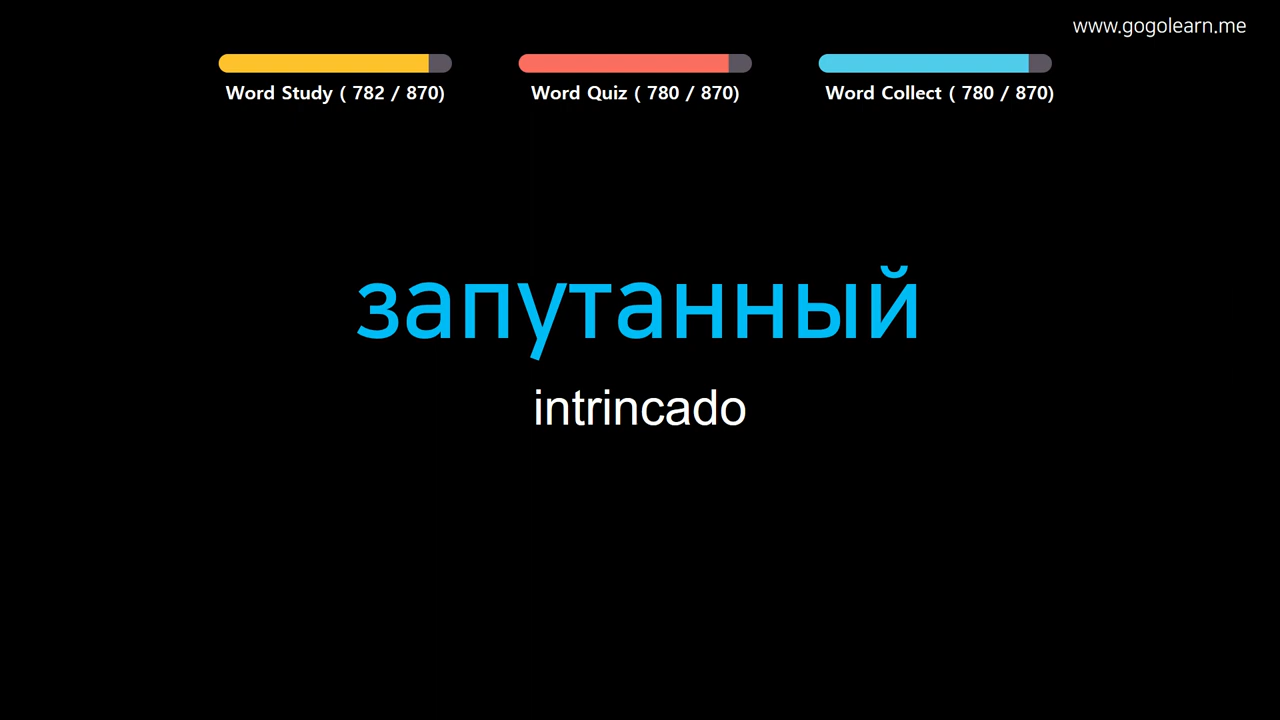 www.gogolearn.me
Word Study ( 782 / 870)
Word Quiz ( 780 / 870)
Word Collect ( 780 / 870)
запутанный
intrincado